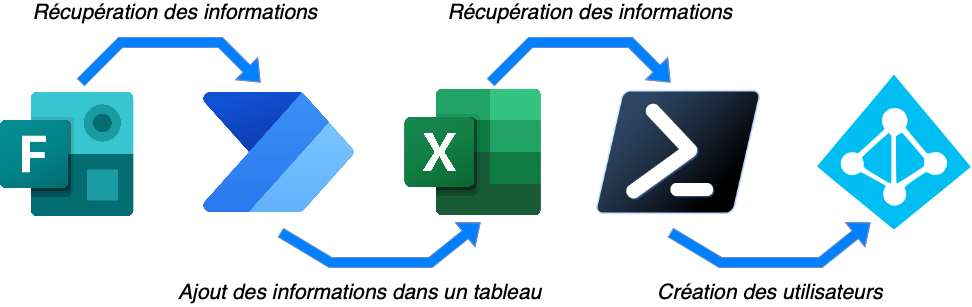 Récupération des informations
Récupération des informations
F
X
Ajout des informations dans un tableau
Création des utilisateurs